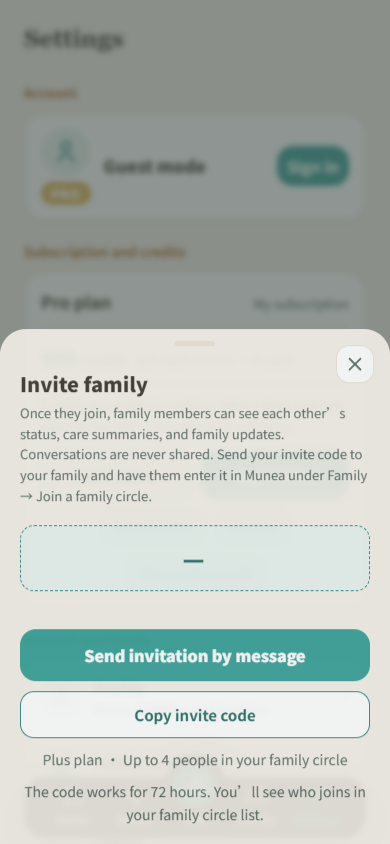 Settings
Account
Guest mode
Sign in
Subscription and credits
Pro plan
My subscription
Invite family
Once they join, family members can see each other’s
status, care summaries, and family updates.
Conversations are never shared. Send your invite code to
your family and have them enter it in Munea under Family
→ Join a family circle.
—
Send invitation by message
Copy invite code
Plus plan · Up to 4 people in your family circle
The code works for 72 hours. You’ll see who joins in
your family circle list.